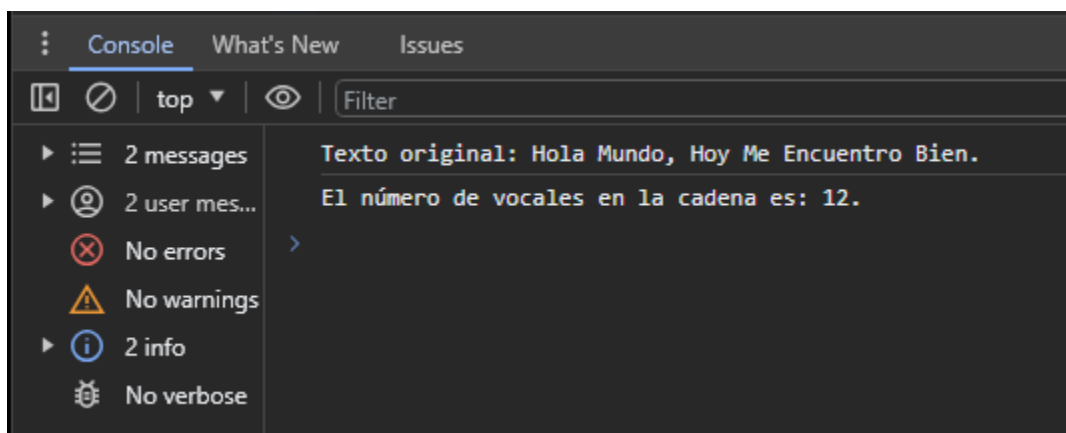 Console What's New Issues
top Filter
2 messages
2 user mes...
No errors
No warnings
2 info
No verbose
Texto original: Hola Mundo, Hoy Me Encuentro Bien.
El número de vocales en la cadena es: 12.